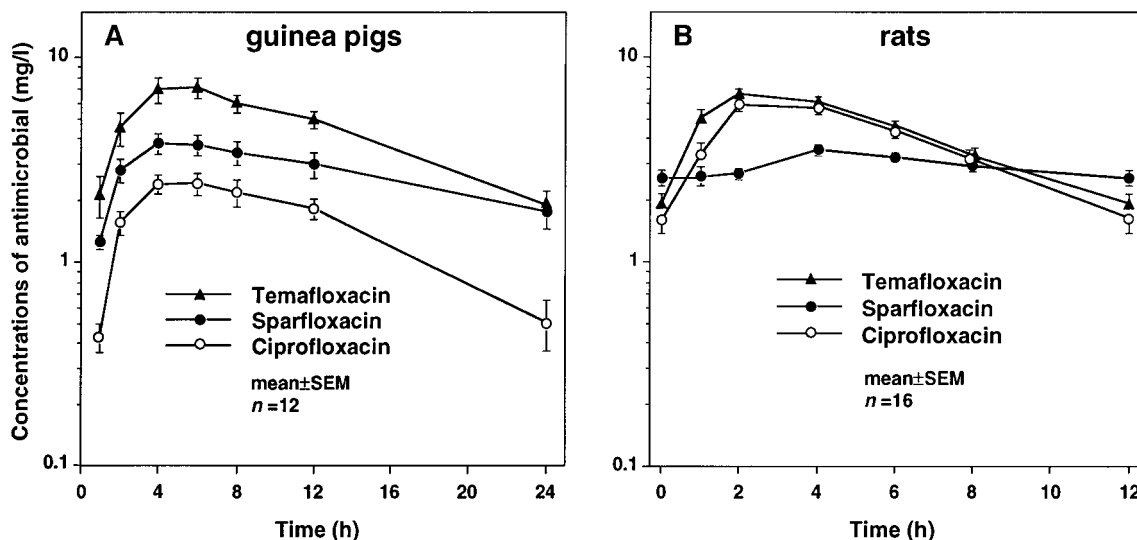 A guinea pigs
Concentrations of antimicrobial (mg/l)
10
1
0.1
Temafloxacin
Sparfloxacin
Ciprofloxacin
mean±SEM
n =12
0 4 8 12 16 20 24
Time (h)
B rats
10
1
0.1
Temafloxacin
Sparfloxacin
Ciprofloxacin
mean±SEM
n =16
0 2 4 6 8 10 12
Time (h)